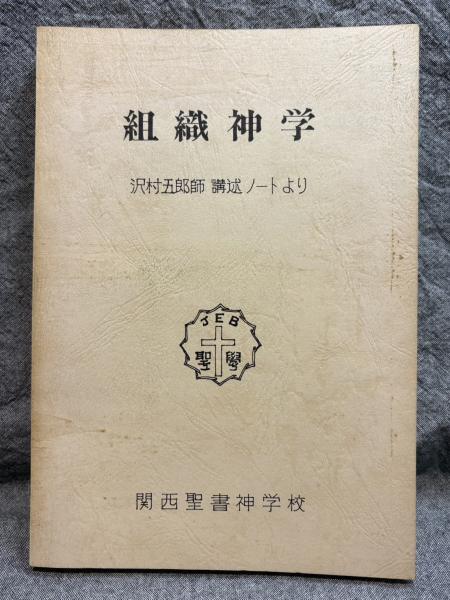 組織神学
沢村五郎師 講述ノートより
JEB
聖學
関西聖書神学校